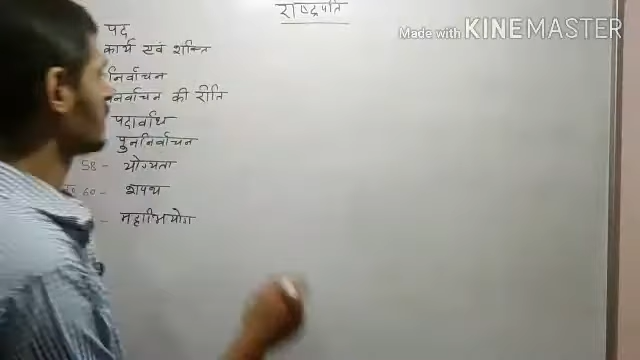 राष्ट्रपति
Made with KINEMASTER
पद
कार्य एवं शक्ति
निर्वाचन
निर्वाचन की रीति
पदावधि
पुनर्निर्वाचन
58 - योग्यता
60 - शपथ
- महाभियोग